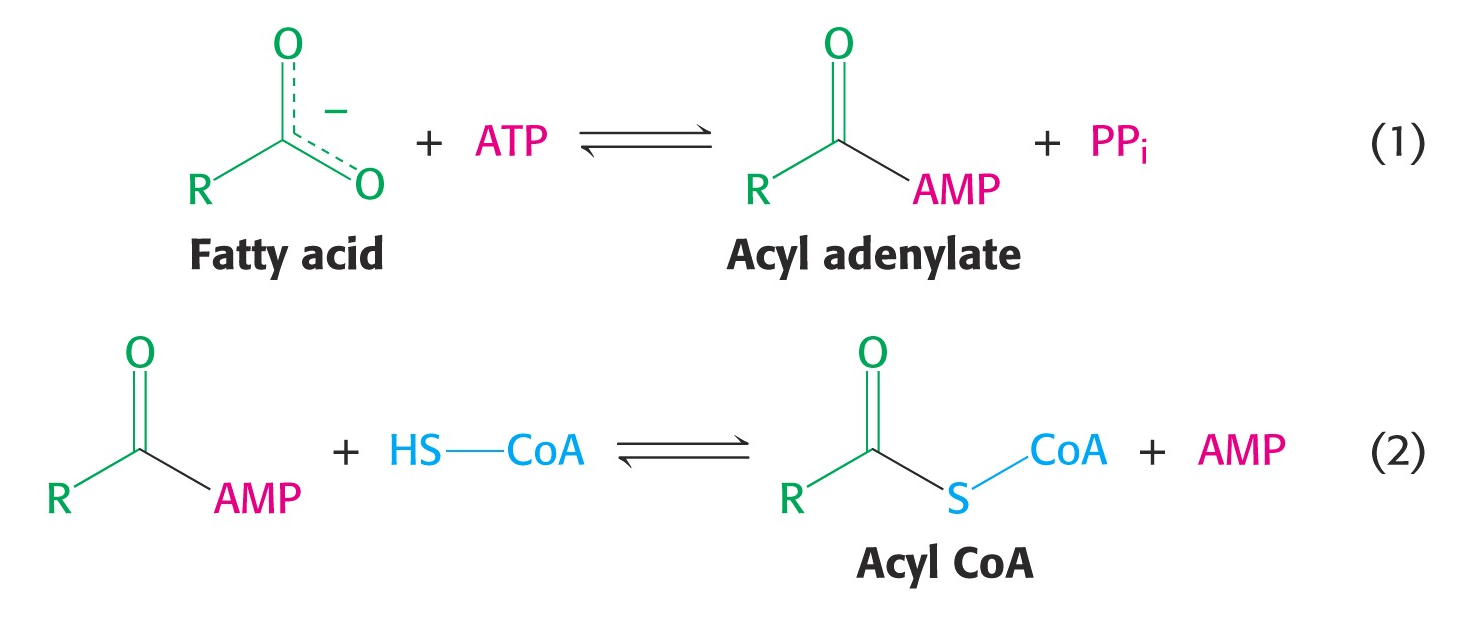 O
− + ATP ⇌ O + PPᵢ (1)
R O R AMP
Fatty acid Acyl adenylate
O O
+ HS—CoA ⇌ CoA + AMP (2)
R AMP R S
Acyl CoA